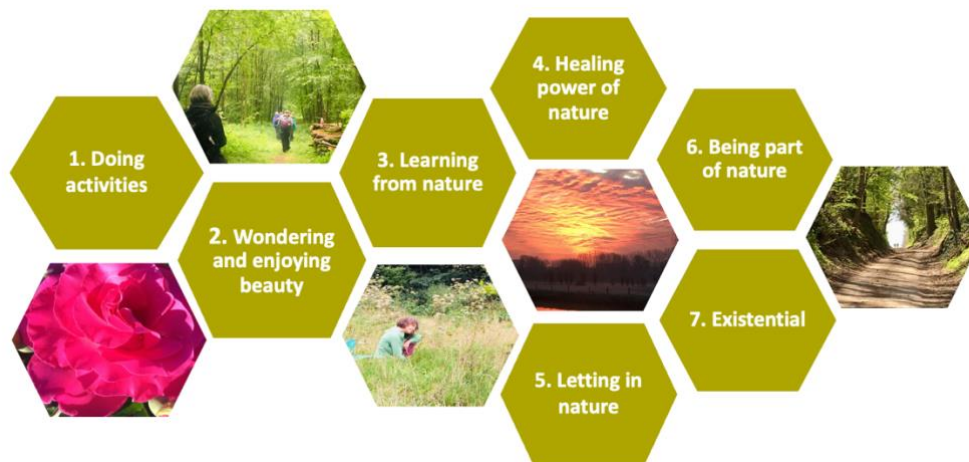 1. Doing
activities
2. Wondering
and enjoying
beauty
3. Learning
from nature
4. Healing
power of
nature
5. Letting in
nature
6. Being part
of nature
7. Existential